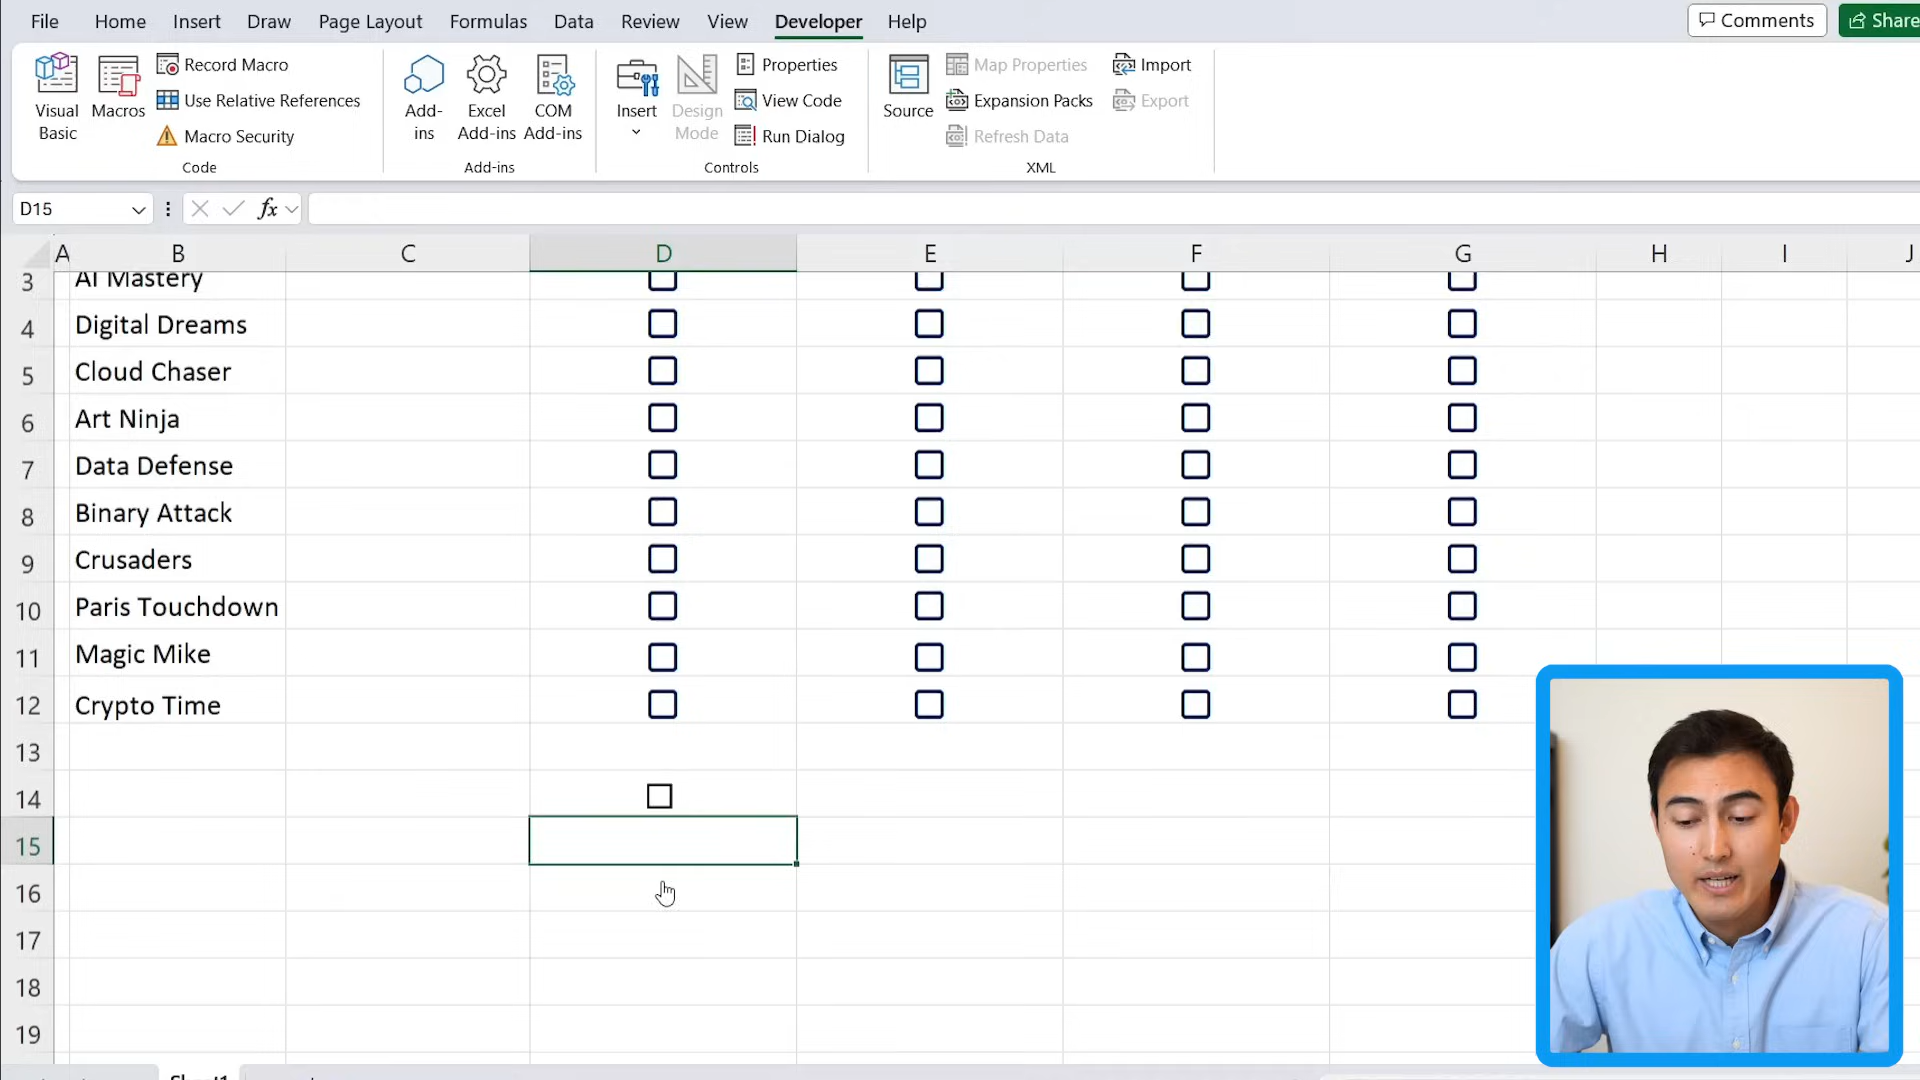 File Home Insert Draw Page Layout Formulas Data Review View Developer Help Comments Share
Visual Basic
Macros
Record Macro
Use Relative References
Macro Security
Code
Add-ins
Excel Add-ins
COM Add-ins
Add-ins
Insert
Design Mode
Properties
View Code
Run Dialog
Controls
Source
Map Properties
Expansion Packs
Refresh Data
Import
Export
XML
D15 fx
A B C D E F G H I J
3 AI Mastery
4 Digital Dreams
5 Cloud Chaser
6 Art Ninja
7 Data Defense
8 Binary Attack
9 Crusaders
10 Paris Touchdown
11 Magic Mike
12 Crypto Time
13
14
15
16
17
18
19
Sheet1